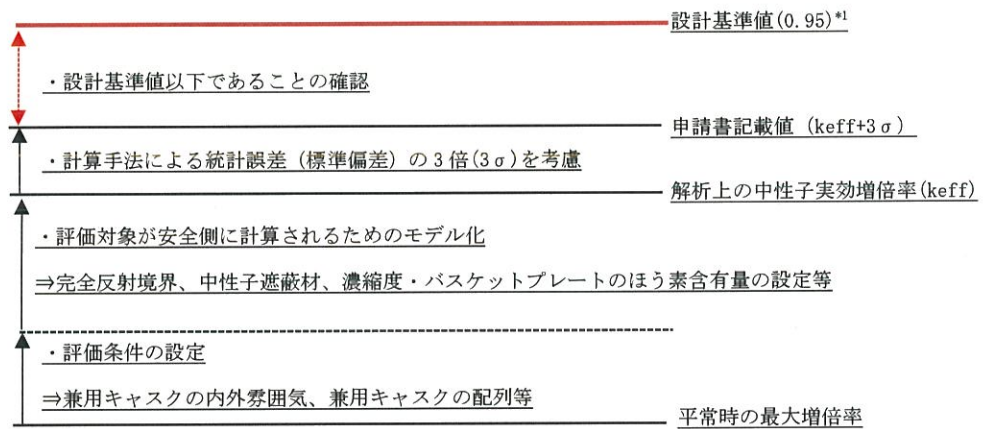 設計基準値(0.95)*1
・設計基準値以下であることの確認
申請書記載値 (keff+3σ)
・計算手法による統計誤差（標準偏差）の3倍(3σ)を考慮
解析上の中性子実効増倍率(keff)
・評価対象が安全側に計算されるためのモデル化
⇒完全反射境界、中性子遮蔽材、濃縮度・バスケットプレートのほう素含有量の設定等
・評価条件の設定
⇒兼用キャスクの内外雰囲気、兼用キャスクの配列等
平常時の最大増倍率